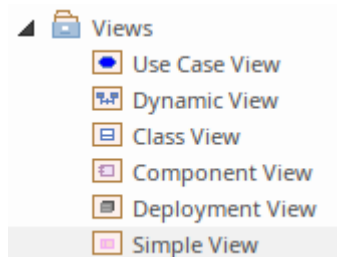 Views
Use Case View
Dynamic View
Class View
Component View
Deployment View
Simple View